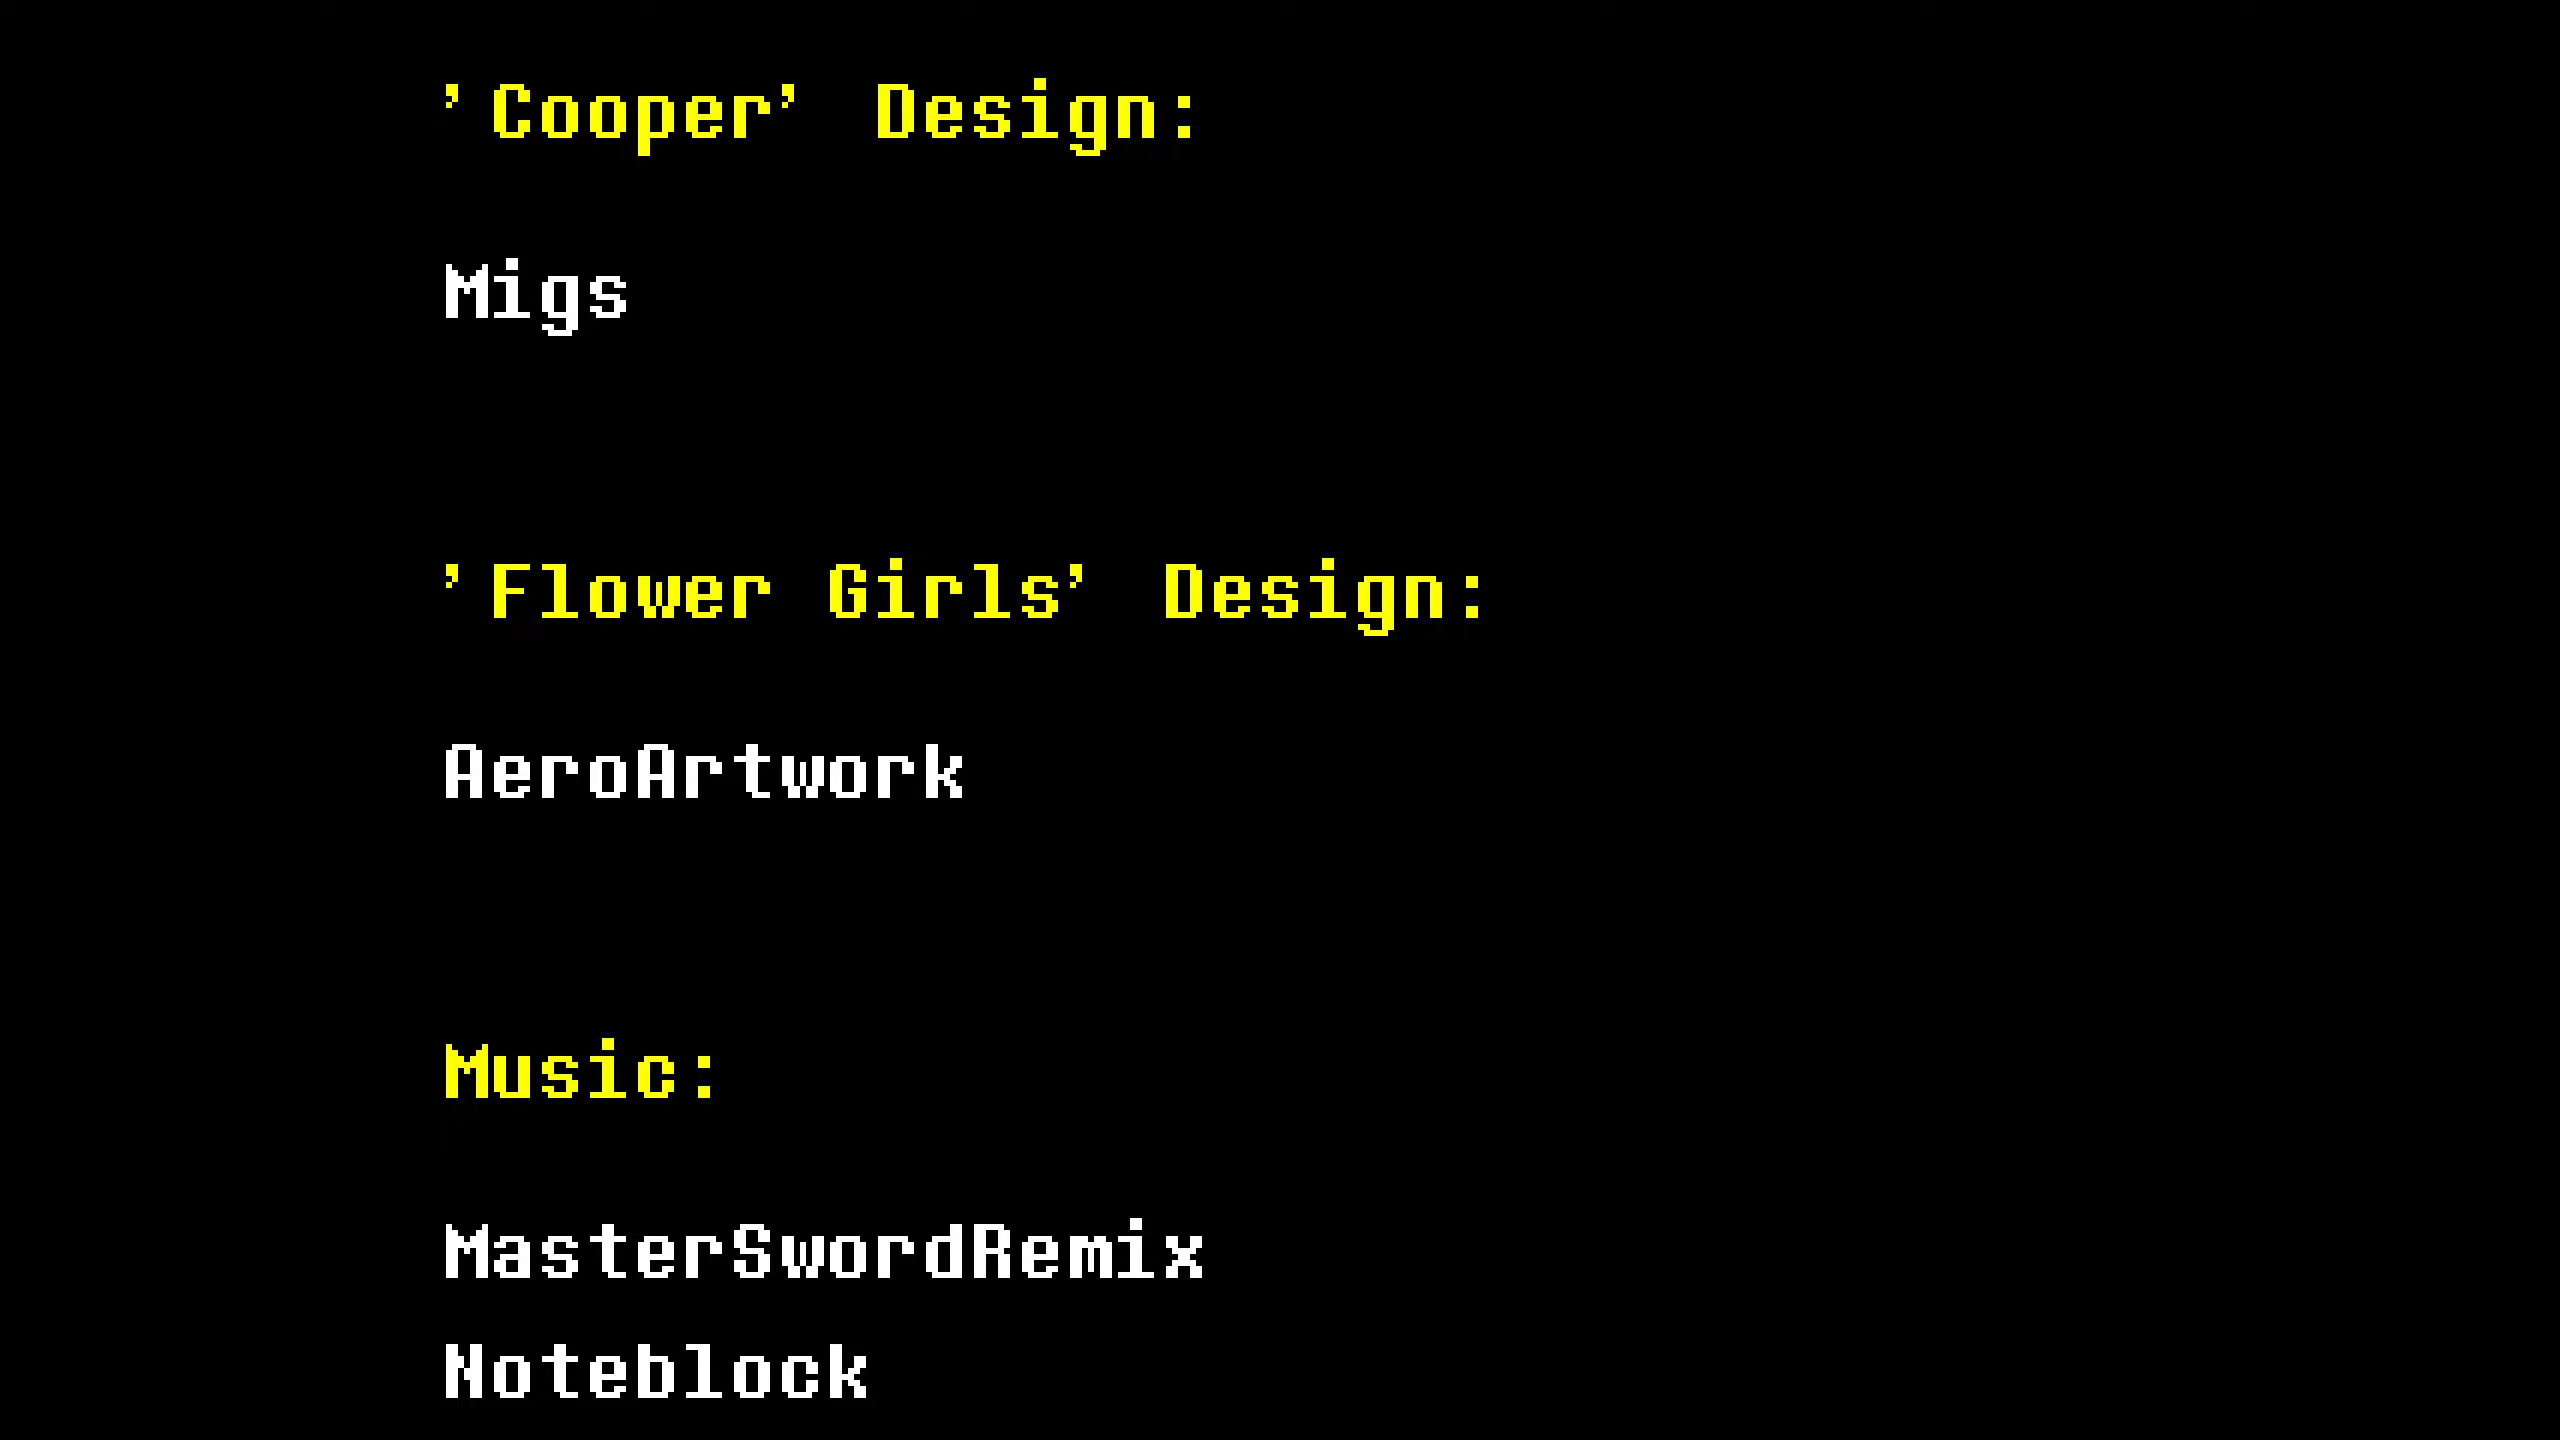 ’Cooper’ Design:
Migs
’Flower Girls’ Design:
AeroArtwork
Music:
MasterSwordRemix
Noteblock